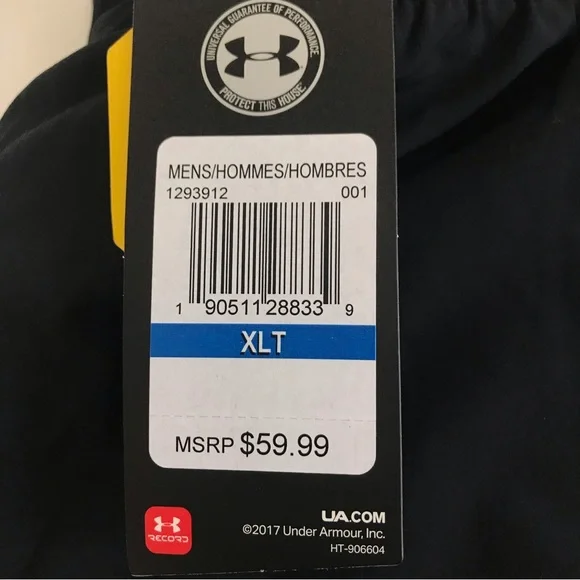 UNIVERSAL GUARANTEE OF PERFORMANCE
PROTECT THIS HOUSE
MENS/HOMMES/HOMBRES
1293912 001
1 90511 28833 9
XLT
MSRP $59.99
RECORD
UA.COM
©2017 Under Armour, Inc.
HT-906604